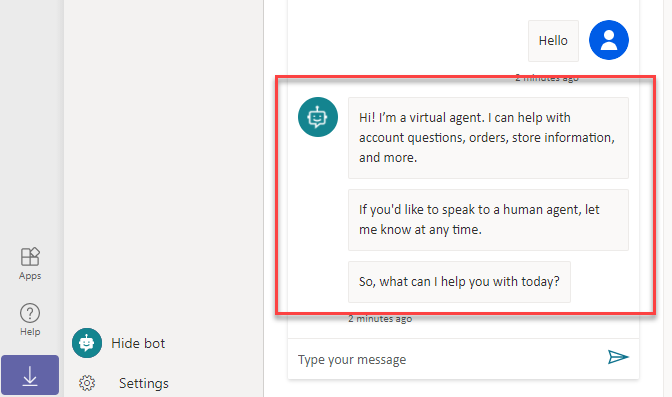 Hello
2 minutes ago
Hi! I'm a virtual agent. I can help with
account questions, orders, store information,
and more.
If you'd like to speak to a human agent, let
me know at any time.
So, what can I help you with today?
2 minutes ago
Type your message
Apps
Help
Hide bot
Settings